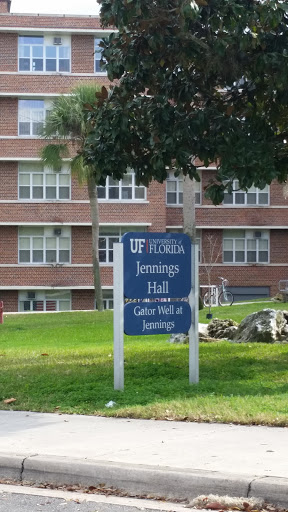 UF UNIVERSITY of
FLORIDA
Jennings
Hall
Gator Well at
Jennings